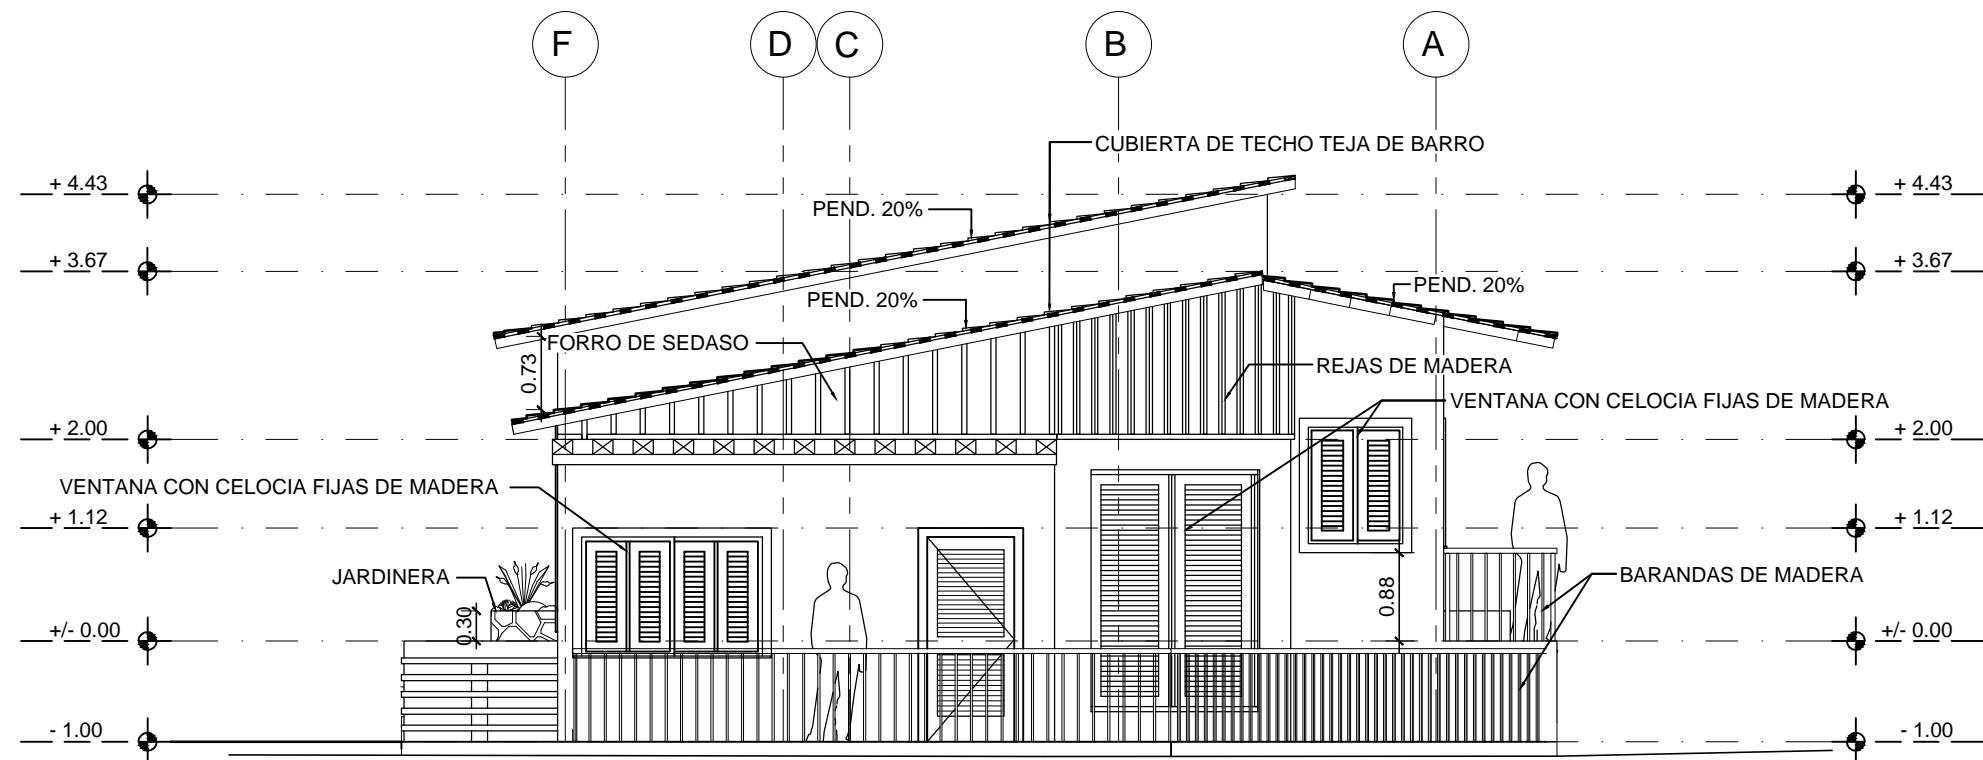 F
D
C
B
A
CUBIERTA DE TECHO TEJA DE BARRO
+ 4.43
+ 4.43
PEND. 20%
+ 3.67
+ 3.67
PEND. 20%
PEND. 20%
FORRO DE SEDASO
0.73
REJAS DE MADERA
VENTANA CON CELOCIA FIJAS DE MADERA
+ 2.00
+ 2.00
VENTANA CON CELOCIA FIJAS DE MADERA
+ 1.12
+ 1.12
JARDINERA
BARANDAS DE MADERA
0.30
0.88
+/- 0.00
+/- 0.00
- 1.00
- 1.00